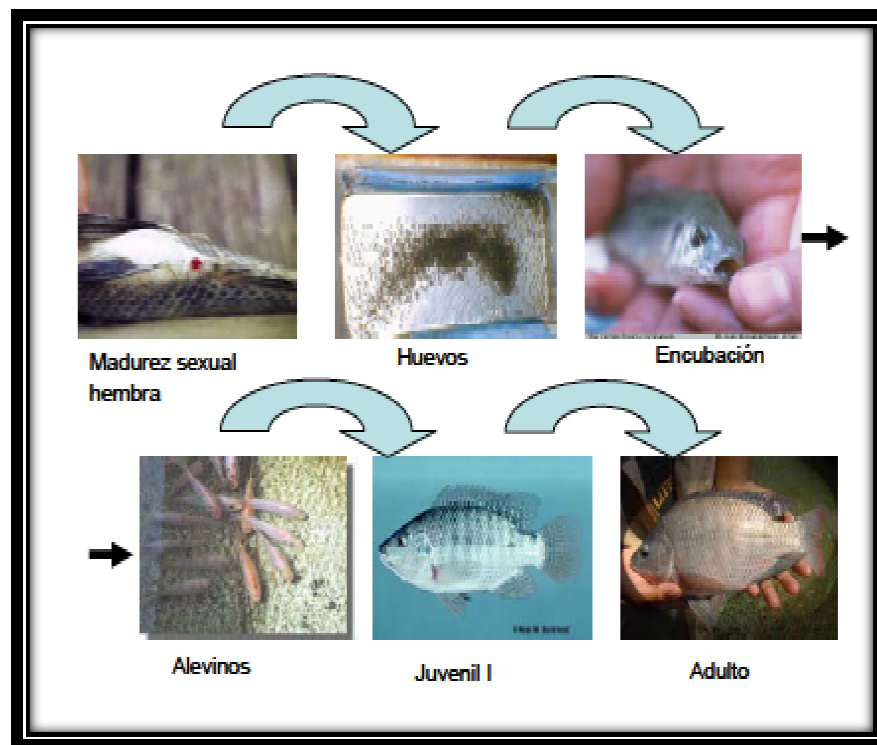 Madurez sexual
hembra
Huevos
Encubación
Alevinos
Juvenil I
Adulto